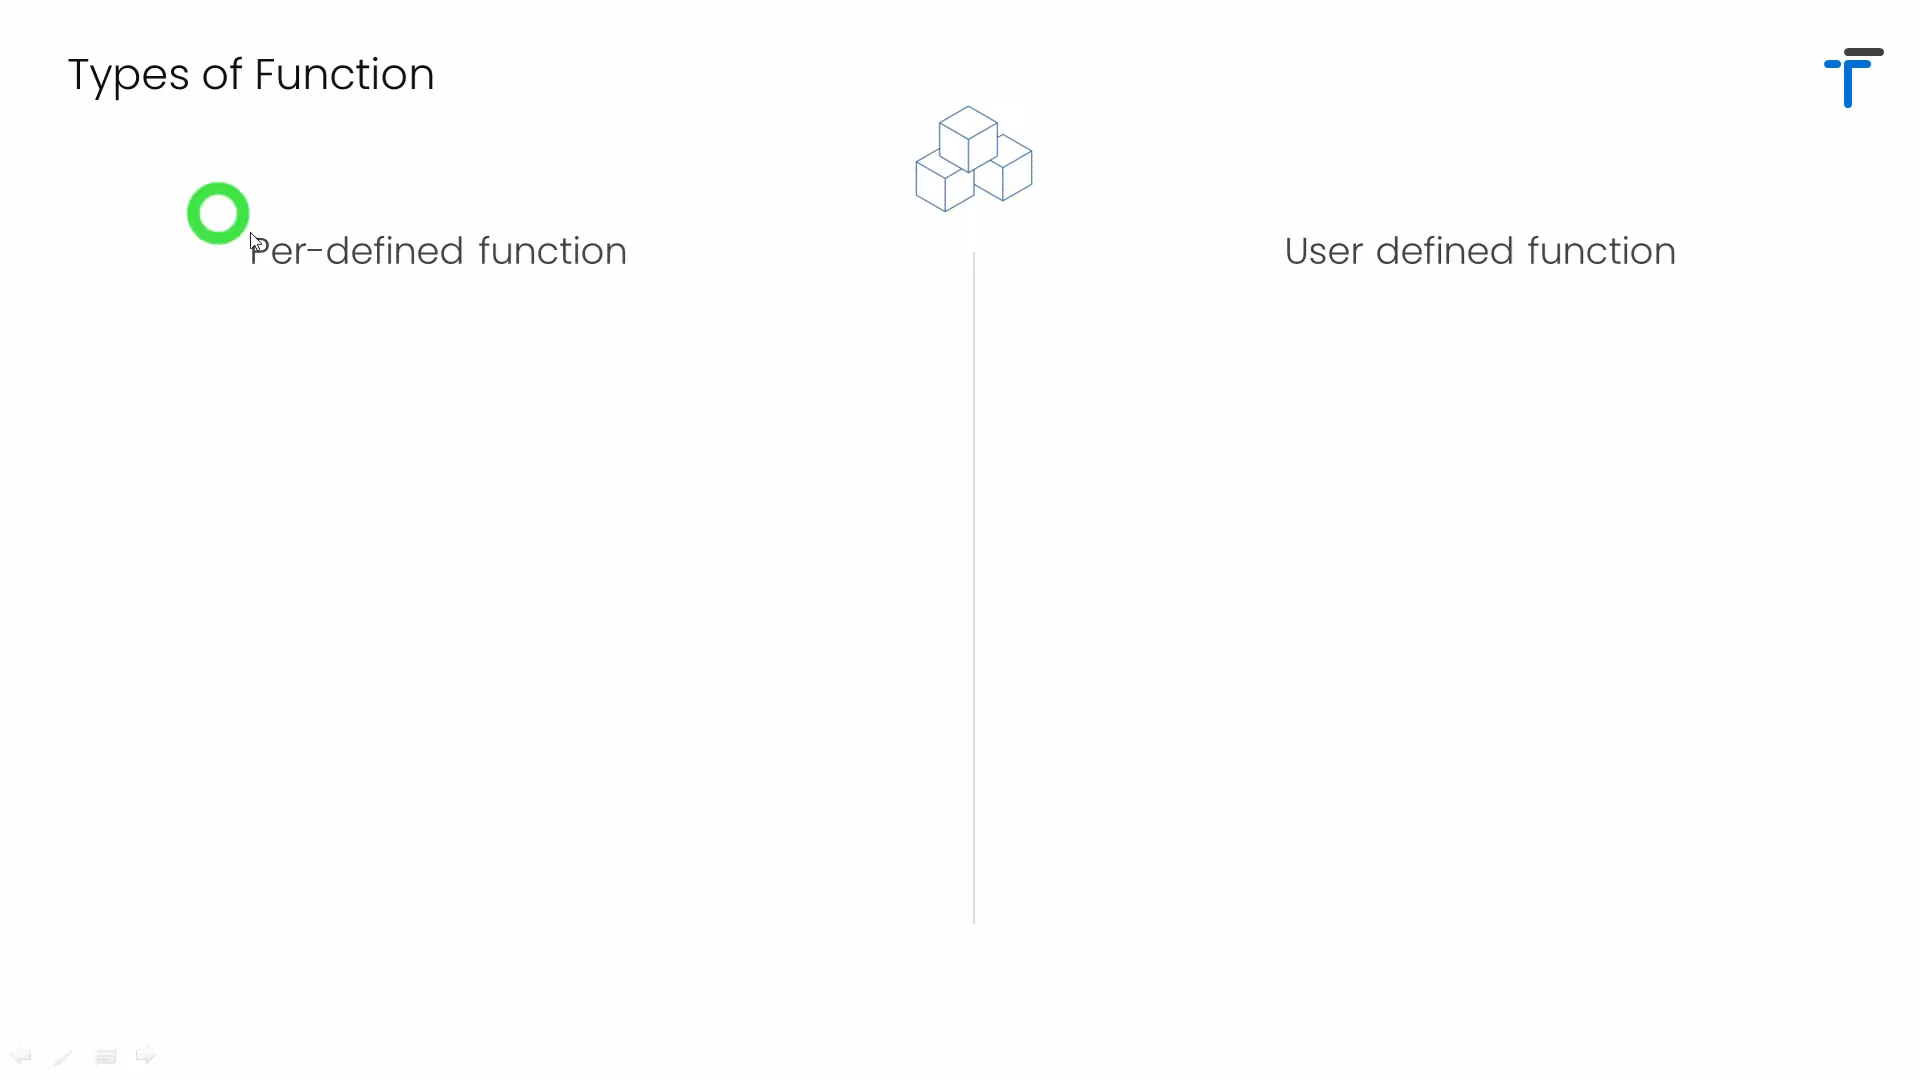 Types of Function
Per-defined function
User defined function